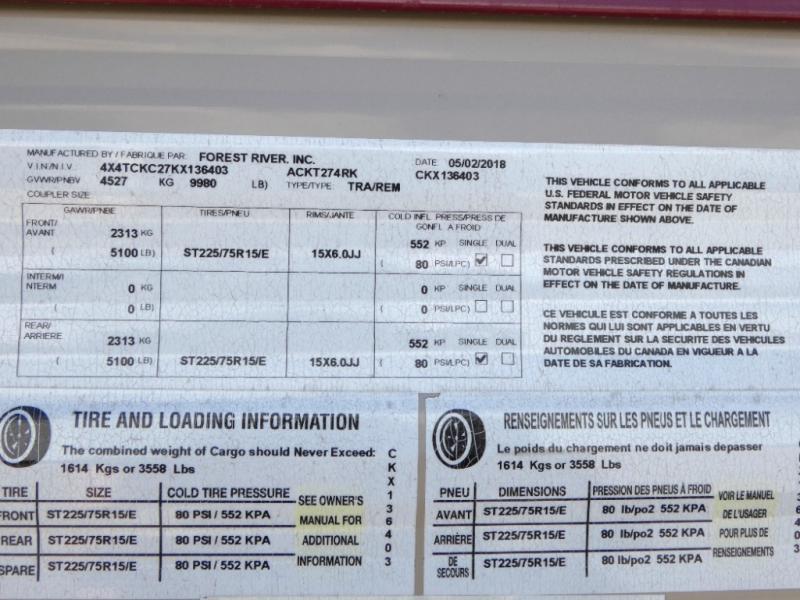 MANUFACTURED BY / FABRIQUE PAR: FOREST RIVER, INC. DATE 05/02/2018
V.I.N/N.I.V. 4X4TCKC27KX136403 ACKT274RK CKX136403
GVWR/PNBV 4527 KG 9980 LB) TYPE/TYPE: TRA/REM
COUPLER SIZE
GAWR/PNBE TIRES/PNEU RIMS/JANTE COLD INFL. PRESS/PRESS DE GONFL A FROID
FRONT/
AVANT 2313 KG 552 KP SINGLE DUAL
( 5100 LB) ST225/75R15/E 15X6.0JJ ( 80 PSI/LPC)
INTERM/I
NTERM 0 KG 0 KP SINGLE DUAL
( 0 LB) ( 0 PSI/LPC)
REAR/
ARRIERE 2313 KG 552 KP SINGLE DUAL
( 5100 LB) ST225/75R15/E 15X6.0JJ ( 80 PSI/LPC)
THIS VEHICLE CONFORMS TO ALL APPLICABLE
U.S. FEDERAL MOTOR VEHICLE SAFETY
STANDARDS IN EFFECT ON THE DATE OF
MANUFACTURE SHOWN ABOVE.
THIS VEHICLE CONFORMS TO ALL APPLICABLE
STANDARDS PRESCRIBED UNDER THE CANADIAN
MOTOR VEHICLE SAFETY REGULATIONS IN
EFFECT ON THE DATE OF MANUFACTURE.
CE VEHICULE EST CONFORME A TOUTES LES
NORMES QUI LUI SONT APPLICABLES EN VERTU
DU REGLEMENT SUR LA SECURITE DES VEHICULES
AUTOMOBILES DU CANADA EN VIGUEUR A LA
DATE DE SA FABRICATION.
TIRE AND LOADING INFORMATION
The combined weight of Cargo should Never Exceed:
1614 Kgs or 3558 Lbs
TIRE SIZE COLD TIRE PRESSURE
FRONT ST225/75R15/E 80 PSI / 552 KPA
REAR ST225/75R15/E 80 PSI / 552 KPA
SPARE ST225/75R15/E 80 PSI / 552 KPA
SEE OWNER'S
MANUAL FOR
ADDITIONAL
INFORMATION
CKX136403
RENSEIGNEMENTS SUR LES PNEUS ET LE CHARGEMENT
Le poids du chargement ne doit jamais depasser
1614 Kgs or 3558 Lbs
PNEU DIMENSIONS PRESSION DES PNEUS À FROID
AVANT ST225/75R15/E 80 lb/po2 552 KPA
ARRIÈRE ST225/75R15/E 80 lb/po2 552 KPA
DE
SECOURS ST225/75R15/E 80 lb/po2 552 KPA
VOIR LE MANUEL
DE L'USAGER
POUR PLUS DE
RENSEIGNEMENTS